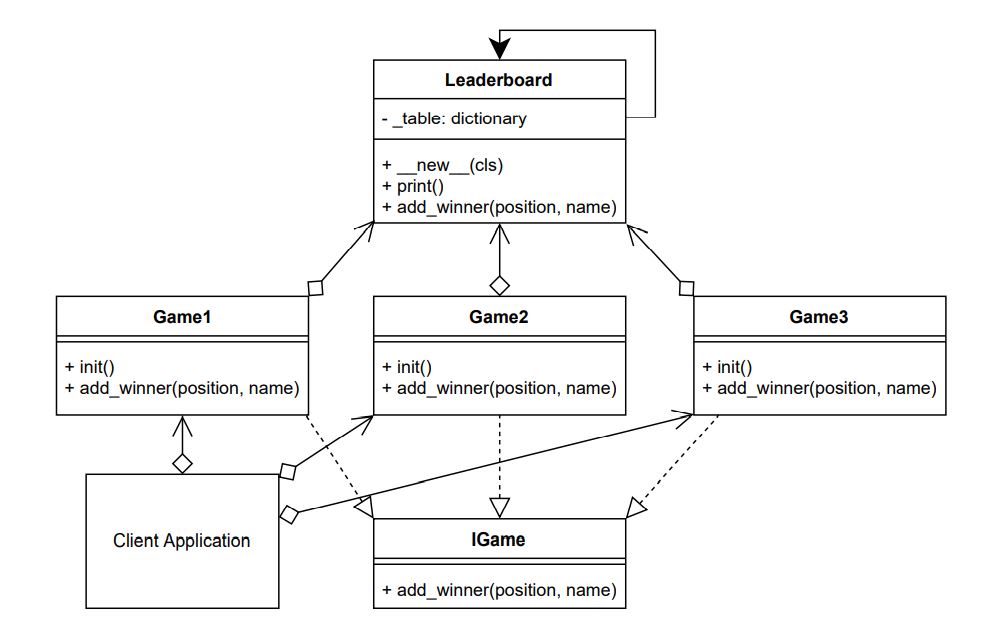 Leaderboard
- _table: dictionary
+ __new__(cls)
+ print()
+ add_winner(position, name)
Game1
+ init()
+ add_winner(position, name)
Game2
+ init()
+ add_winner(position, name)
Game3
+ init()
+ add_winner(position, name)
Client Application
IGame
+ add_winner(position, name)